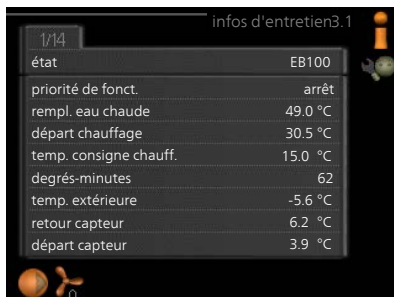 infos d'entretien3.1
1/14
état EB100
priorité de fonct. arrêt
rempl. eau chaude 49.0 °C
départ chauffage 30.5 °C
temp. consigne chauff. 15.0 °C
degrés-minutes 62
temp. extérieure -5.6 °C
retour capteur 6.2 °C
départ capteur 3.9 °C
0